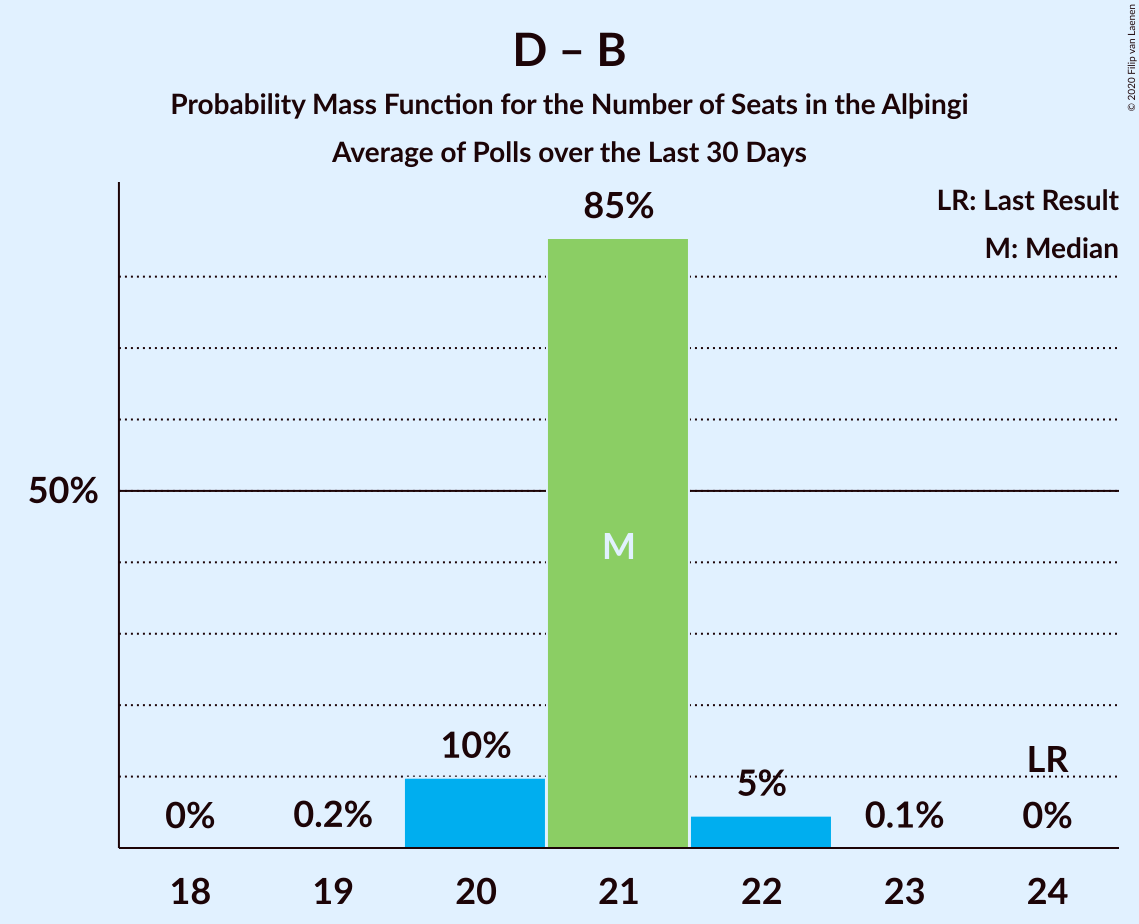 D – B
Probability Mass Function for the Number of Seats in the Alþingi
Average of Polls over the Last 30 Days
© 2020 Filip van Laenen
LR: Last Result
M: Median
85%
50%
M
10%
5%
LR
0%
0.2%
0.1%
0%
18 19 20 21 22 23 24